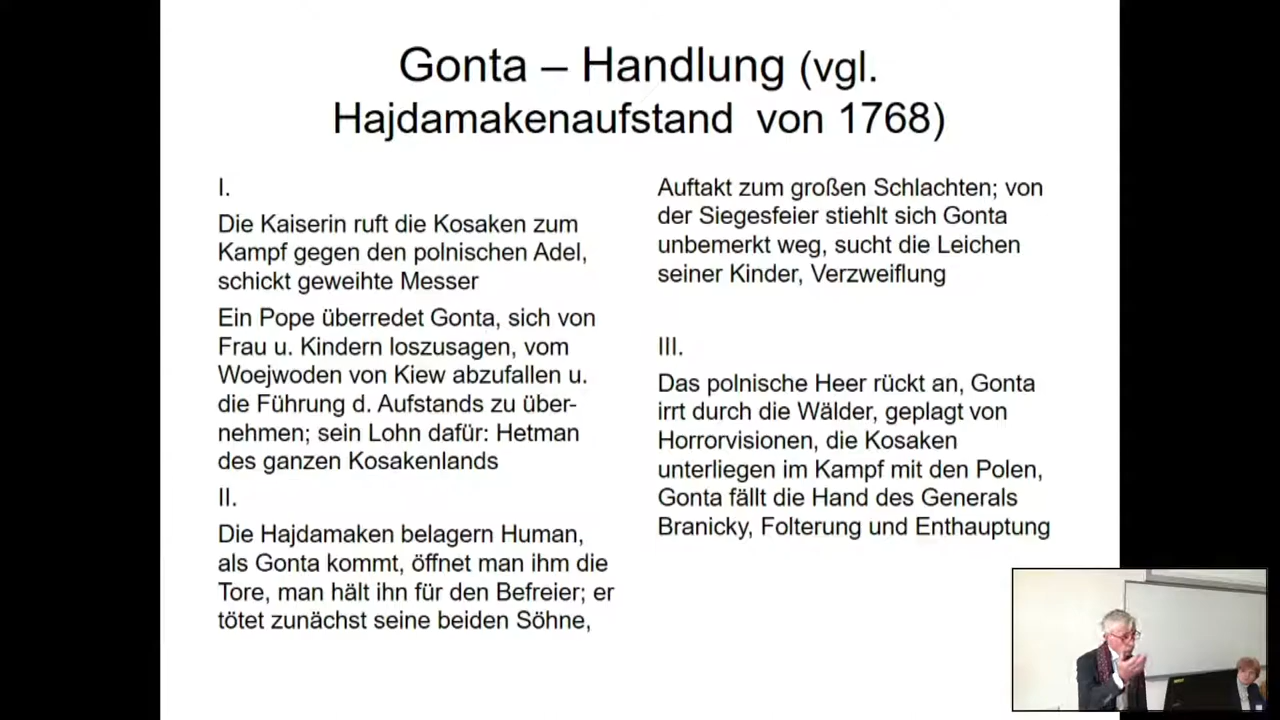 Gonta – Handlung (vgl.
Hajdamakenaufstand von 1768)
I.
Die Kaiserin ruft die Kosaken zum
Kampf gegen den polnischen Adel,
schickt geweihte Messer
Ein Pope überredet Gonta, sich von
Frau u. Kindern loszusagen, vom
Woejwoden von Kiew abzufallen u.
die Führung d. Aufstands zu über-
nehmen; sein Lohn dafür: Hetman
des ganzen Kosakenlands
II.
Die Hajdamaken belagern Human,
als Gonta kommt, öffnet man ihm die
Tore, man hält ihn für den Befreier; er
tötet zunächst seine beiden Söhne,
Auftakt zum großen Schlachten; von
der Siegesfeier stiehlt sich Gonta
unbemerkt weg, sucht die Leichen
seiner Kinder, Verzweiflung
III.
Das polnische Heer rückt an, Gonta
irrt durch die Wälder, geplagt von
Horrorvisionen, die Kosaken
unterliegen im Kampf mit den Polen,
Gonta fällt die Hand des Generals
Branicky, Folterung und Enthauptung